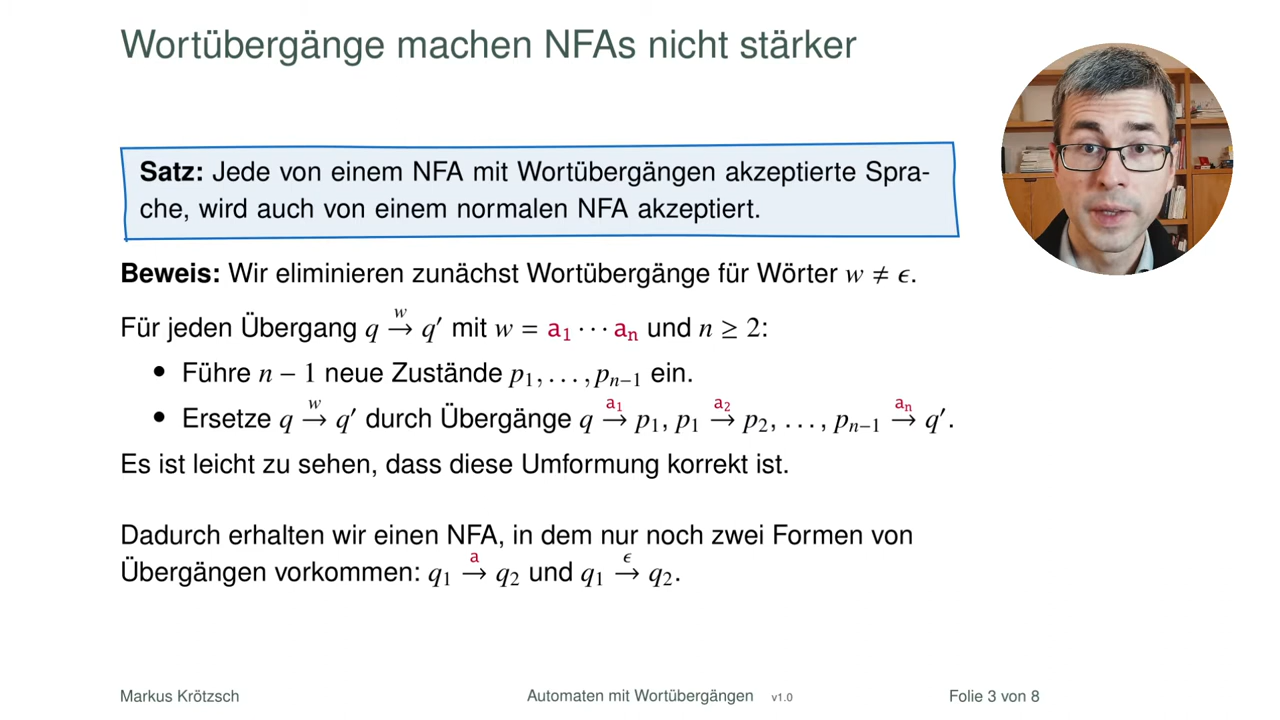 Wortübergänge machen NFAs nicht stärker
Satz: Jede von einem NFA mit Wortübergängen akzeptierte Spra-
che, wird auch von einem normalen NFA akzeptiert.
Beweis: Wir eliminieren zunächst Wortübergänge für Wörter w ≠ ϵ.
Für jeden Übergang q →^w q′ mit w = a₁ ⋯ aₙ und n ≥ 2:
• Führe n − 1 neue Zustände p₁, . . . , pₙ₋₁ ein.
• Ersetze q →^w q′ durch Übergänge q →^a₁ p₁, p₁ →^a₂ p₂, . . . , pₙ₋₁ →^aₙ q′.
Es ist leicht zu sehen, dass diese Umformung korrekt ist.
Dadurch erhalten wir einen NFA, in dem nur noch zwei Formen von
Übergängen vorkommen: q₁ →^a q₂ und q₁ →^ϵ q₂.
Markus Krötzsch Automaten mit Wortübergängen v1.0 Folie 3 von 8